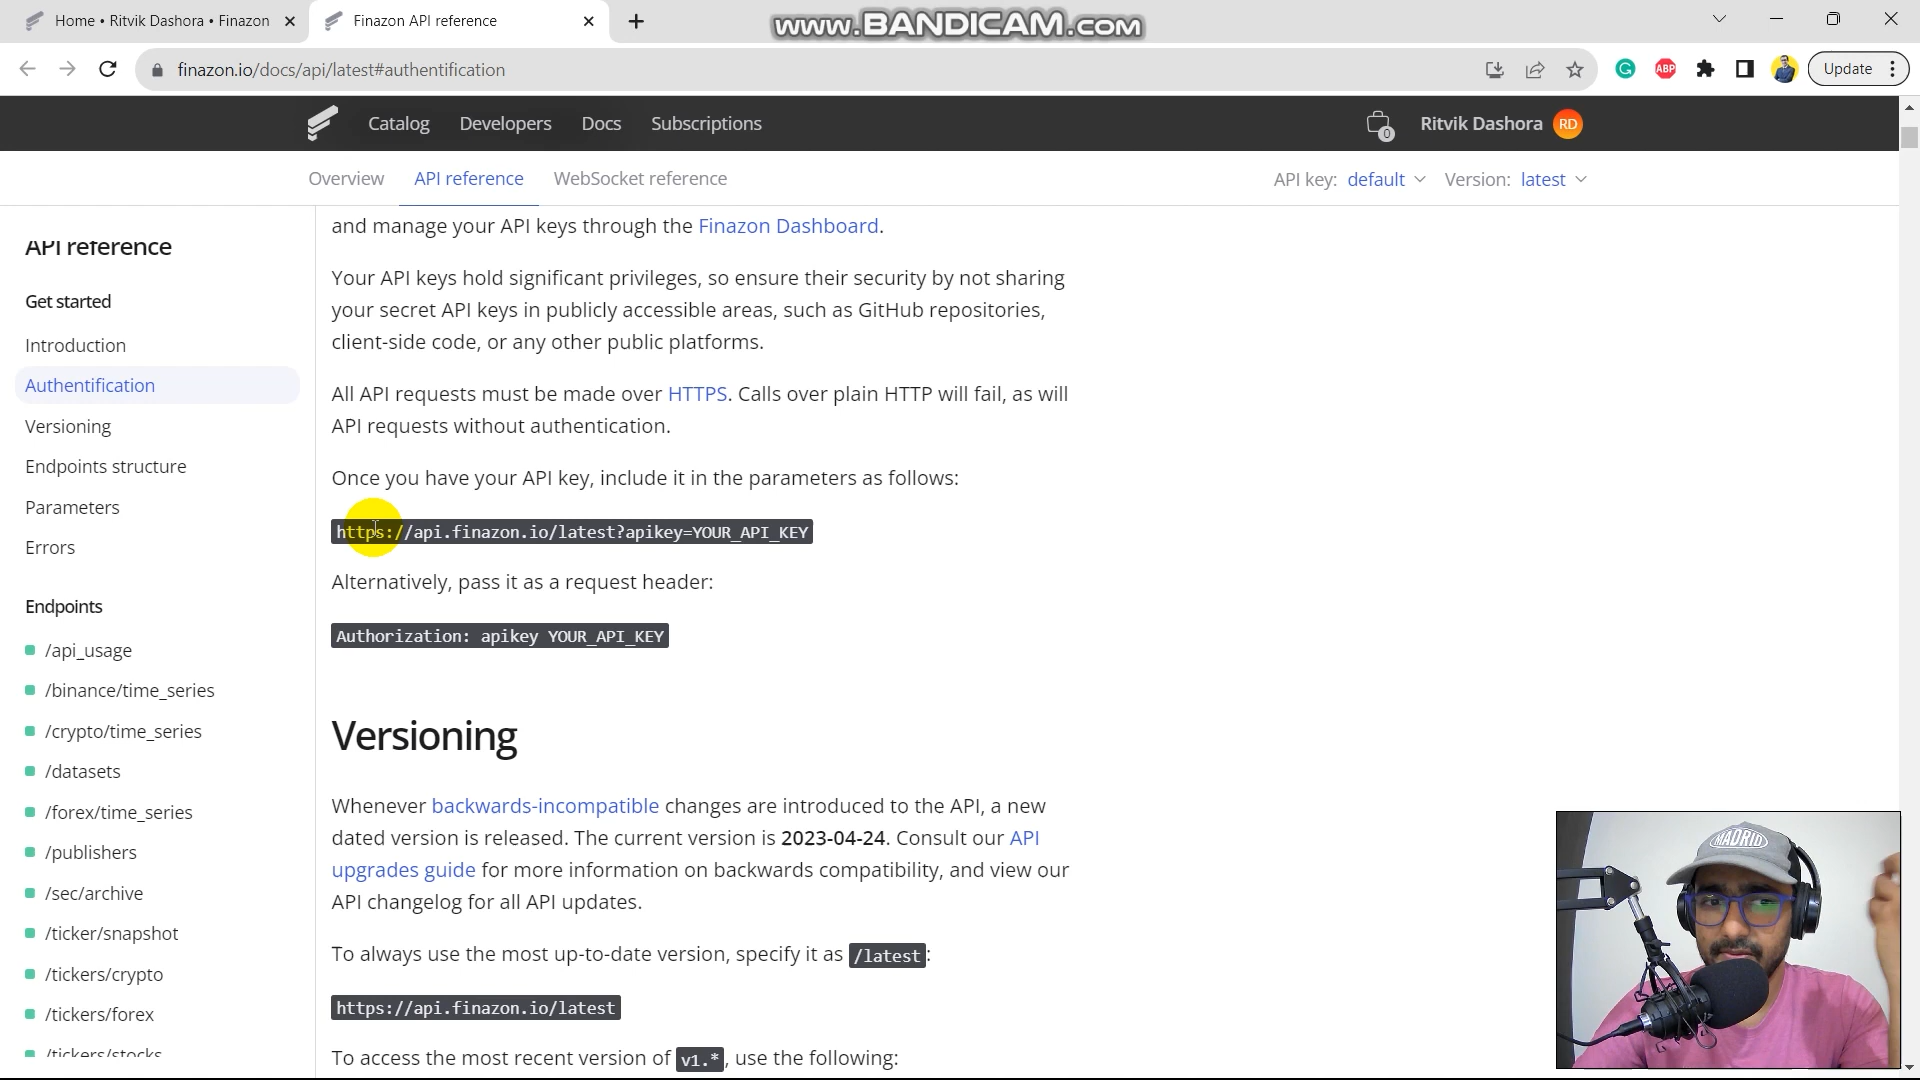 Home • Ritvik Dashora • Finazon
Finazon API reference
www.BANDICAM.com
finazon.io/docs/api/latest#authentification
G
ABP
Update
Catalog
Developers
Docs
Subscriptions
0
Ritvik Dashora
RD
Overview
API reference
WebSocket reference
API key: default
Version: latest
API reference
Get started
Introduction
Authentification
Versioning
Endpoints structure
Parameters
Errors
Endpoints
/api_usage
/binance/time_series
/crypto/time_series
/datasets
/forex/time_series
/publishers
/sec/archive
/ticker/snapshot
/tickers/crypto
/tickers/forex
/tickers/stocks
and manage your API keys through the Finazon Dashboard.
Your API keys hold significant privileges, so ensure their security by not sharing
your secret API keys in publicly accessible areas, such as GitHub repositories,
client-side code, or any other public platforms.
All API requests must be made over HTTPS. Calls over plain HTTP will fail, as will
API requests without authentication.
Once you have your API key, include it in the parameters as follows:
https://api.finazon.io/latest?apikey=YOUR_API_KEY
Alternatively, pass it as a request header:
Authorization: apikey YOUR_API_KEY
Versioning
Whenever backwards-incompatible changes are introduced to the API, a new
dated version is released. The current version is 2023-04-24. Consult our API
upgrades guide for more information on backwards compatibility, and view our
API changelog for all API updates.
To always use the most up-to-date version, specify it as /latest:
https://api.finazon.io/latest
To access the most recent version of v1.*, use the following:
MADRID